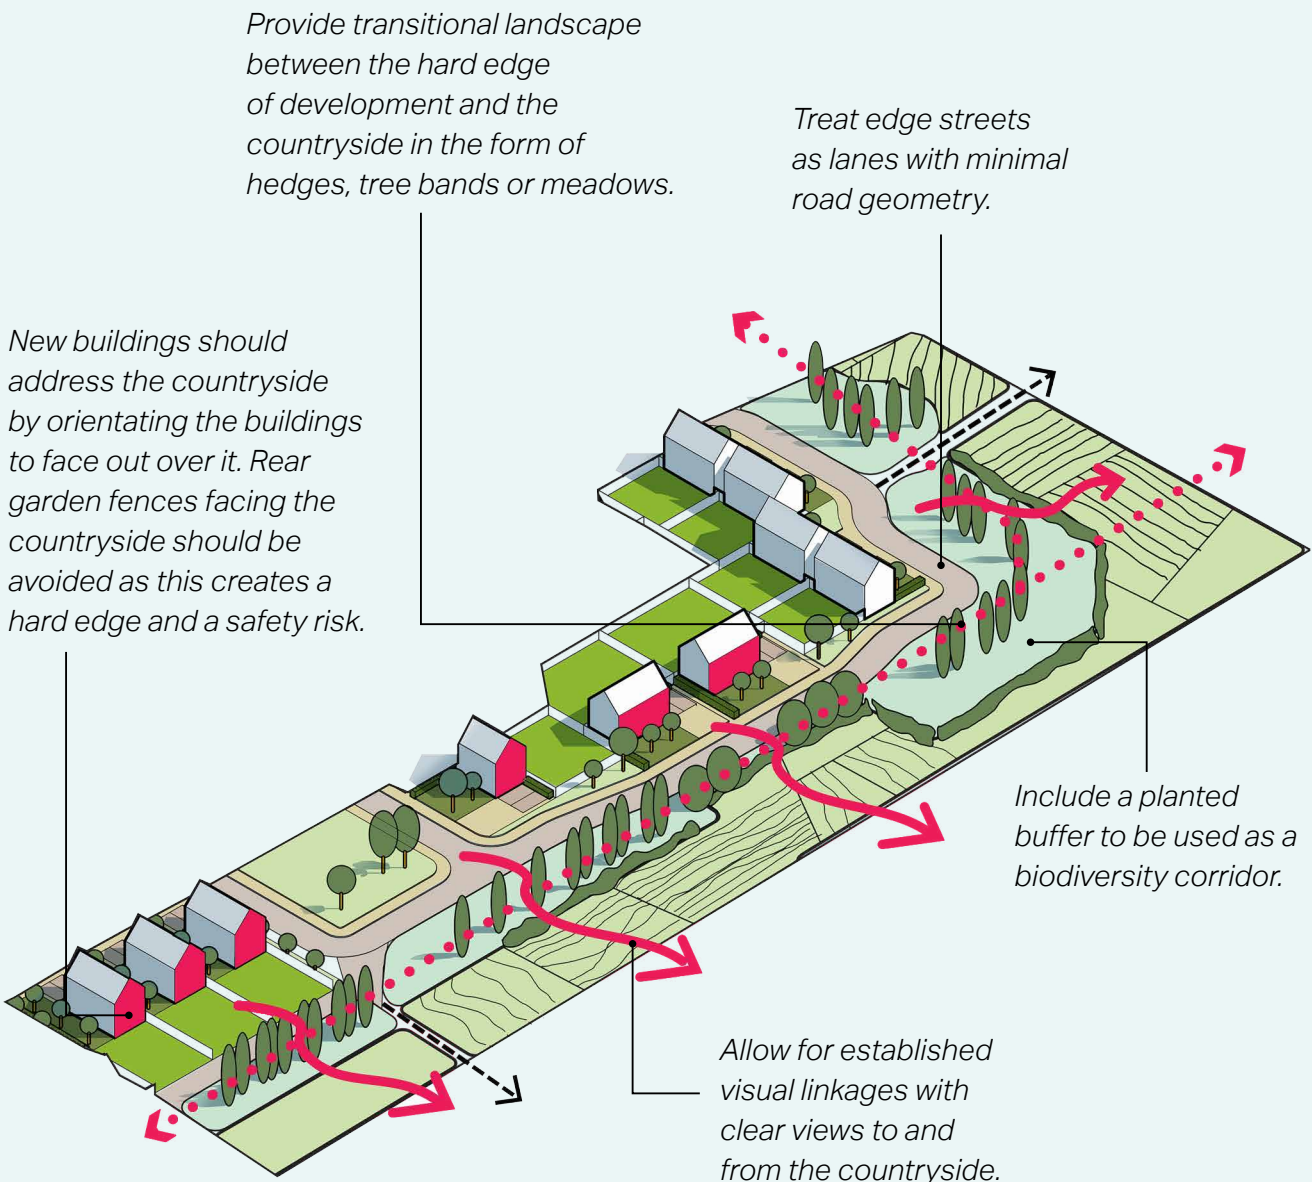 Provide transitional landscape
between the hard edge
of development and the
countryside in the form of
hedges, tree bands or meadows.
Treat edge streets
as lanes with minimal
road geometry.
New buildings should
address the countryside
by orientating the buildings
to face out over it. Rear
garden fences facing the
countryside should be
avoided as this creates a
hard edge and a safety risk.
Include a planted
buffer to be used as a
biodiversity corridor.
Allow for established
visual linkages with
clear views to and
from the countryside.